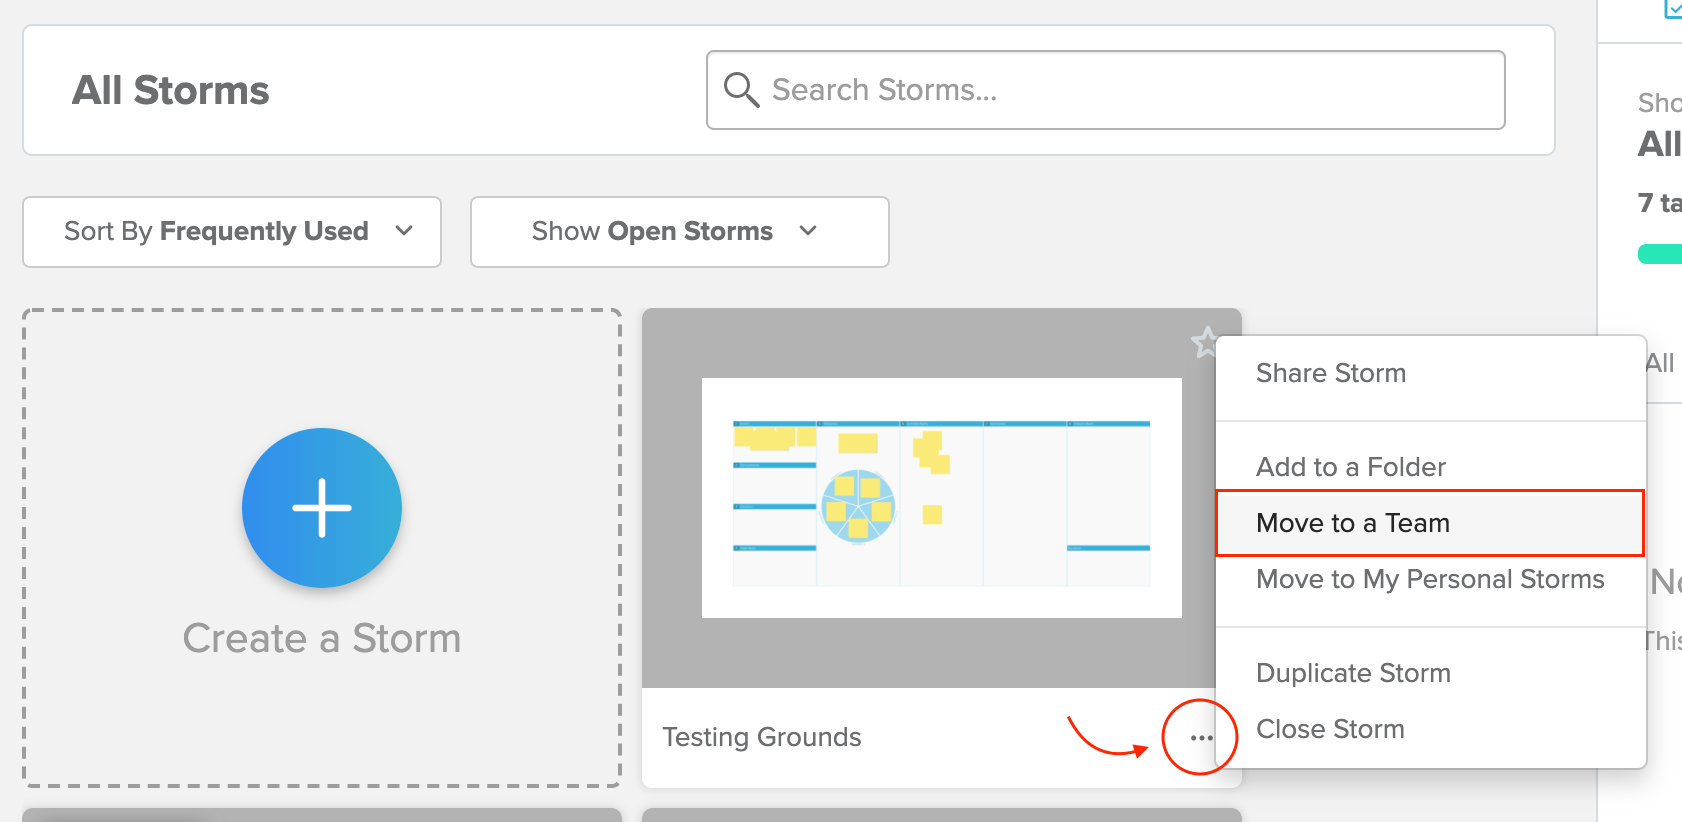 All Storms
Search Storms...
Sort By Frequently Used
Show Open Storms
Create a Storm
Testing Grounds
Share Storm
Add to a Folder
Move to a Team
Move to My Personal Storms
Duplicate Storm
Close Storm
Sho
All
7 ta
All
No
This